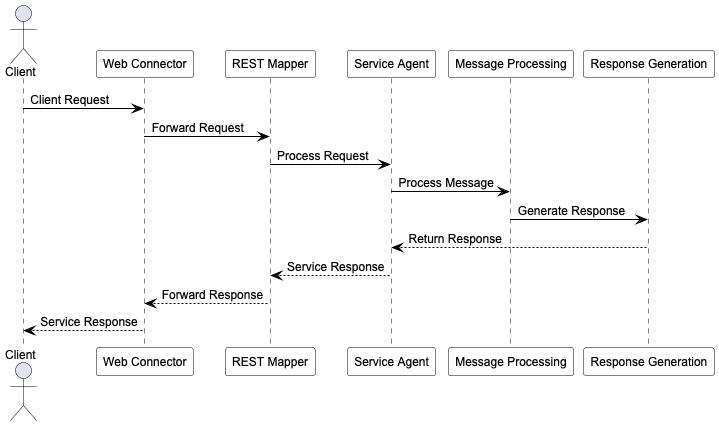 Client
Web Connector
REST Mapper
Service Agent
Message Processing
Response Generation
Client Request
Forward Request
Process Request
Process Message
Generate Response
Return Response
Service Response
Forward Response
Service Response
Client
Web Connector
REST Mapper
Service Agent
Message Processing
Response Generation